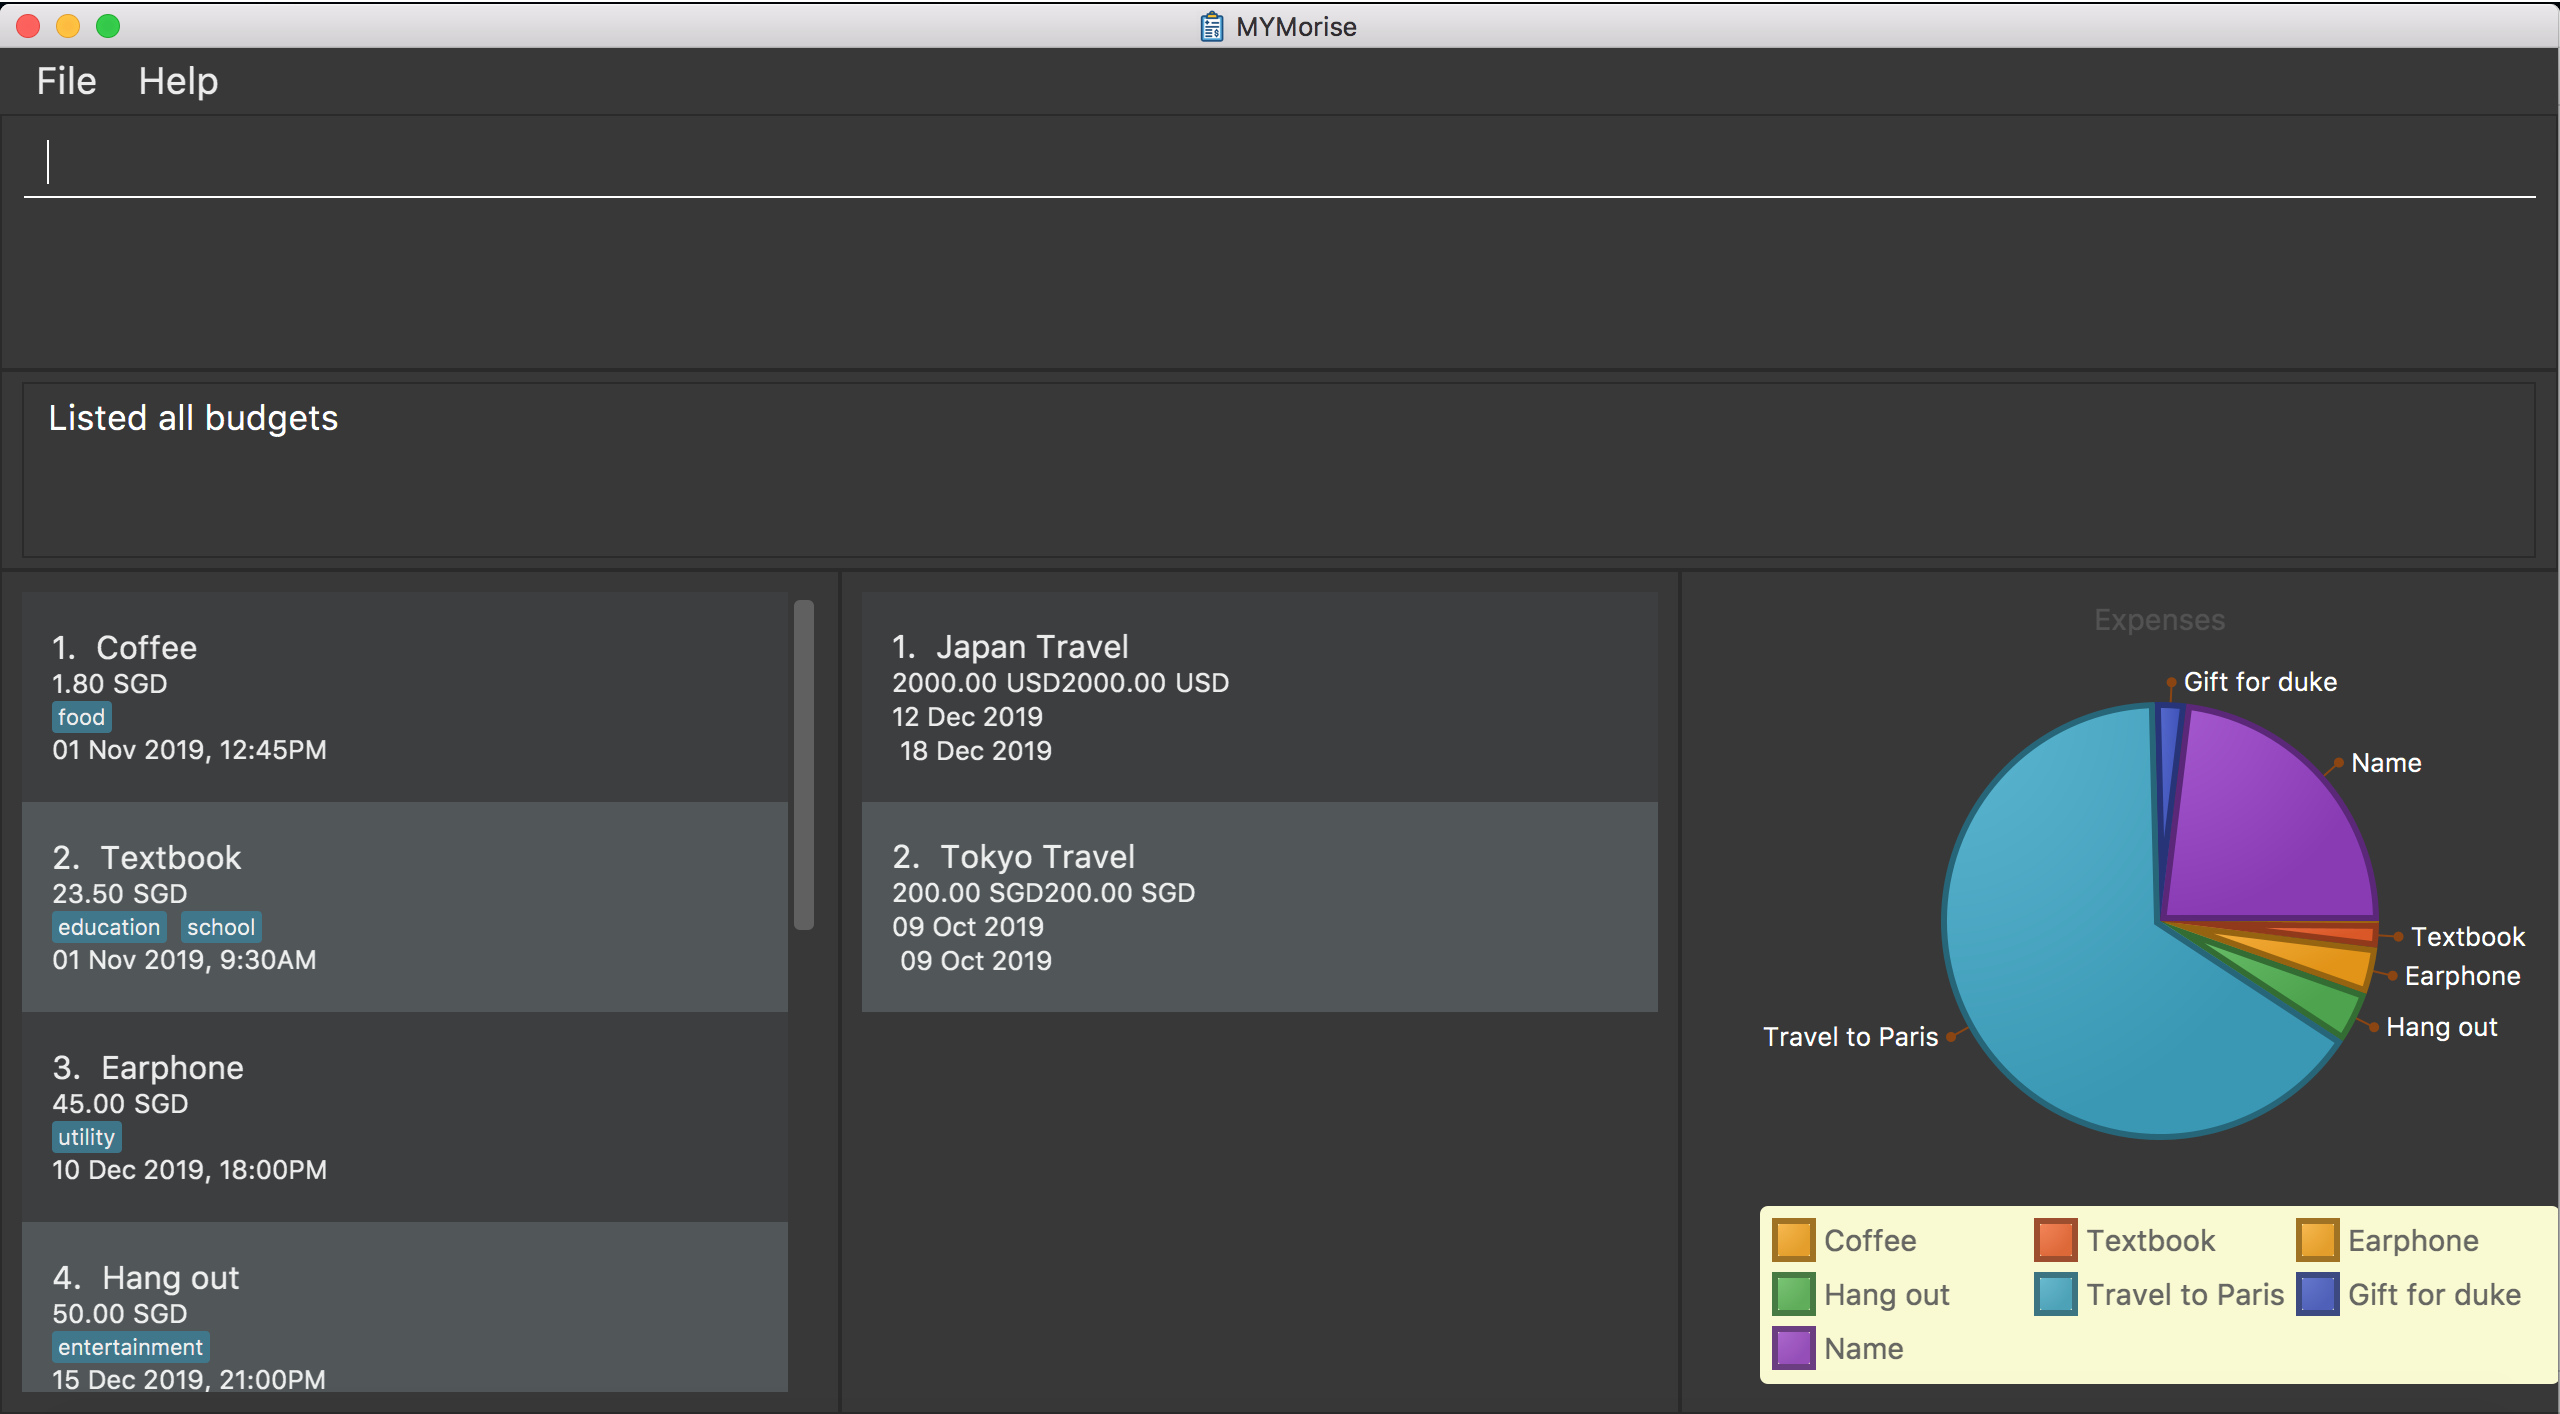 MYMorise
File Help
Listed all budgets
1. Coffee
1.80 SGD
food
01 Nov 2019, 12:45PM
2. Textbook
23.50 SGD
education school
01 Nov 2019, 9:30AM
3. Earphone
45.00 SGD
utility
10 Dec 2019, 18:00PM
4. Hang out
50.00 SGD
entertainment
15 Dec 2019, 21:00PM
1. Japan Travel
2000.00 USD2000.00 USD
12 Dec 2019
18 Dec 2019
2. Tokyo Travel
200.00 SGD200.00 SGD
09 Oct 2019
09 Oct 2019
Expenses
Gift for duke
Name
Textbook
Earphone
Hang out
Travel to Paris
Coffee Textbook Earphone
Hang out Travel to Paris Gift for duke
Name